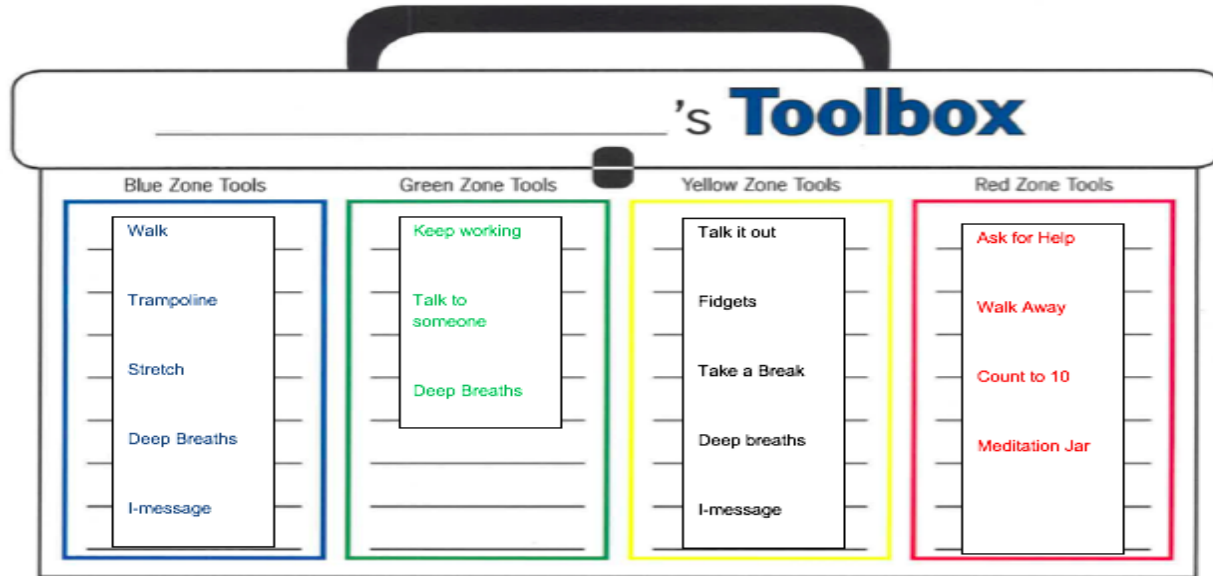 's Toolbox
Blue Zone Tools
Walk
Trampoline
Stretch
Deep Breaths
I-message
Green Zone Tools
Keep working
Talk to
someone
Deep Breaths
Yellow Zone Tools
Talk it out
Fidgets
Take a Break
Deep breaths
I-message
Red Zone Tools
Ask for Help
Walk Away
Count to 10
Meditation Jar